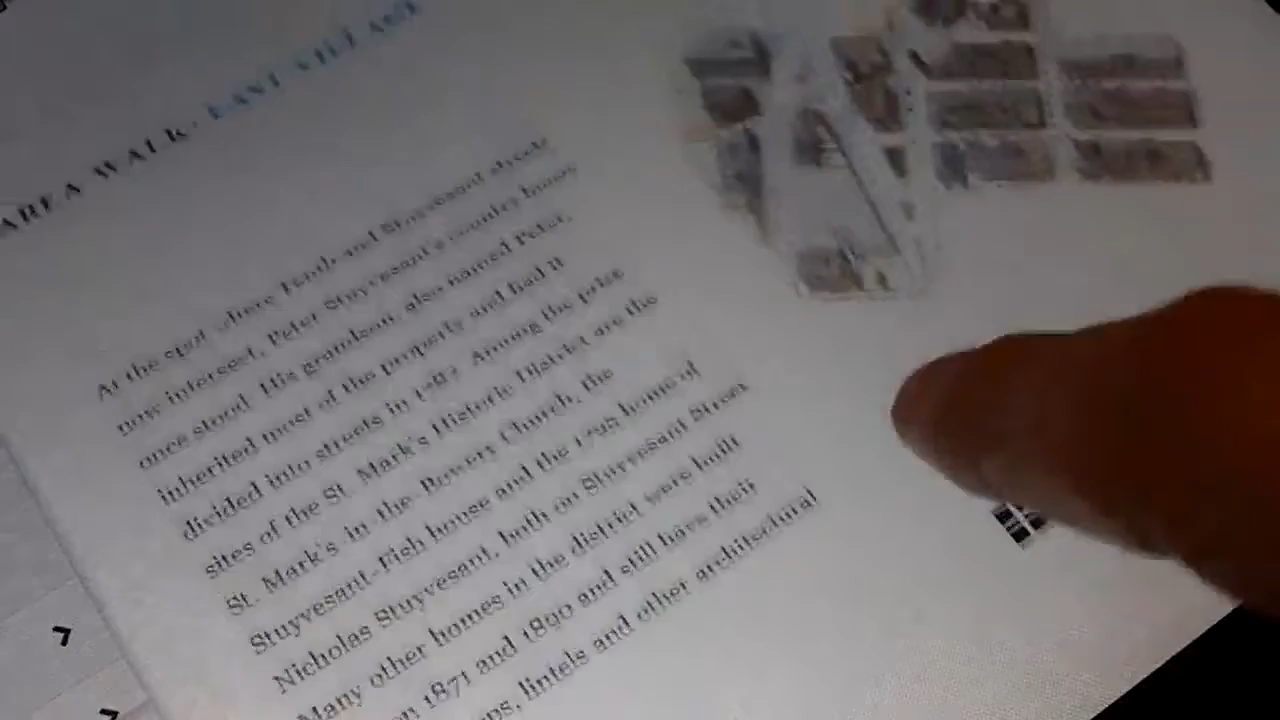 AREA WALK: EAST VILLAGE
At the spot where Tenth and Stuyvesant streets
now intersect, Peter Stuyvesant's country house
once stood. His grandson, also named Peter,
inherited most of the property and had it
divided into streets in 1787. Among the prize
sites of the St. Mark's Historic District are the
St. Mark's-in-the-Bowery Church, the
Stuyvesant-Fish house and the 1795 home of
Nicholas Stuyvesant, both on Stuyvesant Street
Many other homes in the district were built
1871 and 1890 and still have their
lintels and other architectural